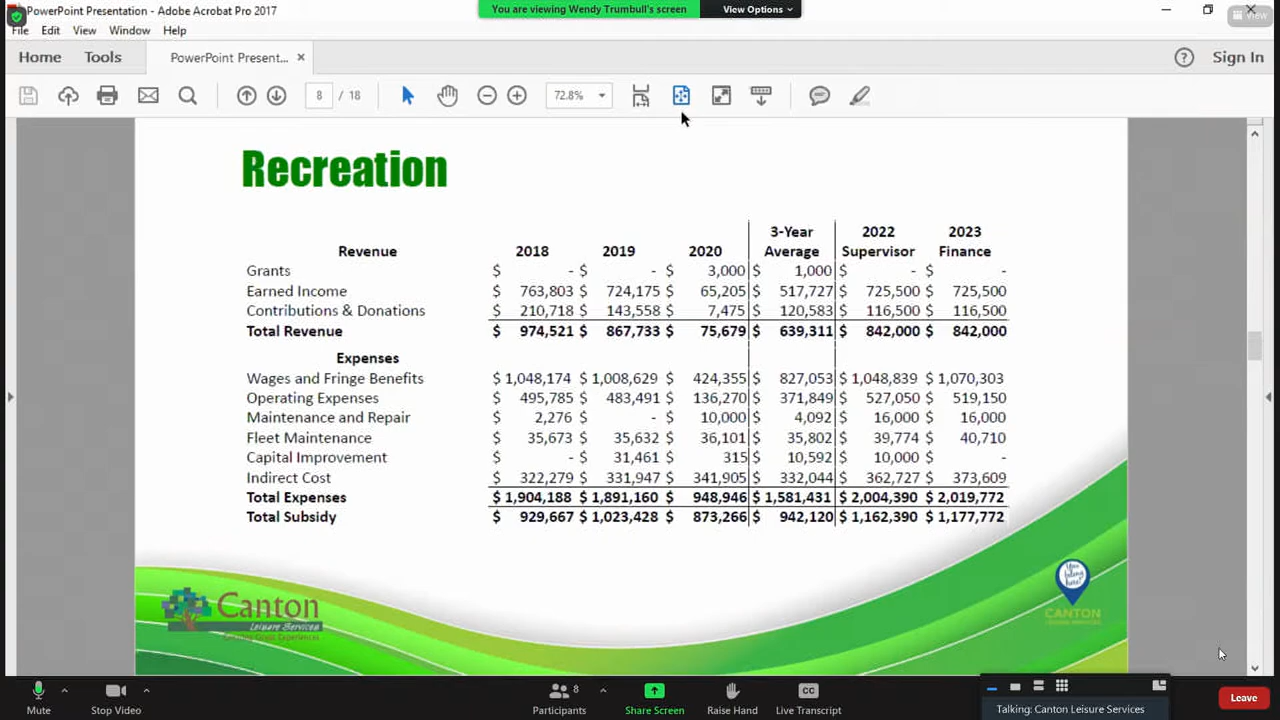 PowerPoint Presentation - Adobe Acrobat Pro 2017
You are viewing Wendy Trumbull's screen
View Options
View
File Edit View Window Help
Home Tools PowerPoint Present... ×
Sign In
8 / 18 72.8%
Recreation
Revenue 2018 2019 2020 3-Year Average 2022 Supervisor 2023 Finance
Grants $ - $ - $ 3,000 $ 1,000 $ - $ -
Earned Income $ 763,803 $ 724,175 $ 65,205 $ 517,727 $ 725,500 $ 725,500
Contributions & Donations $ 210,718 $ 143,558 $ 7,475 $ 120,583 $ 116,500 $ 116,500
Total Revenue $ 974,521 $ 867,733 $ 75,679 $ 639,311 $ 842,000 $ 842,000
Expenses
Wages and Fringe Benefits $ 1,048,174 $ 1,008,629 $ 424,355 $ 827,053 $ 1,048,839 $ 1,070,303
Operating Expenses $ 495,785 $ 483,491 $ 136,270 $ 371,849 $ 527,050 $ 519,150
Maintenance and Repair $ 2,276 $ - $ 10,000 $ 4,092 $ 16,000 $ 16,000
Fleet Maintenance $ 35,673 $ 35,632 $ 36,101 $ 35,802 $ 39,774 $ 40,710
Capital Improvement $ - $ 31,461 $ 315 $ 10,592 $ 10,000 $ -
Indirect Cost $ 322,279 $ 331,947 $ 341,905 $ 332,044 $ 362,727 $ 373,609
Total Expenses $ 1,904,188 $ 1,891,160 $ 948,946 $ 1,581,431 $ 2,004,390 $ 2,019,772
Total Subsidy $ 929,667 $ 1,023,428 $ 873,266 $ 942,120 $ 1,162,390 $ 1,177,772
Canton
Leisure Services
You belong here!
CANTON
LEISURE SERVICES
8
CC
Mute Stop Video Participants Share Screen Raise Hand Live Transcript
Talking: Canton Leisure Services
Leave